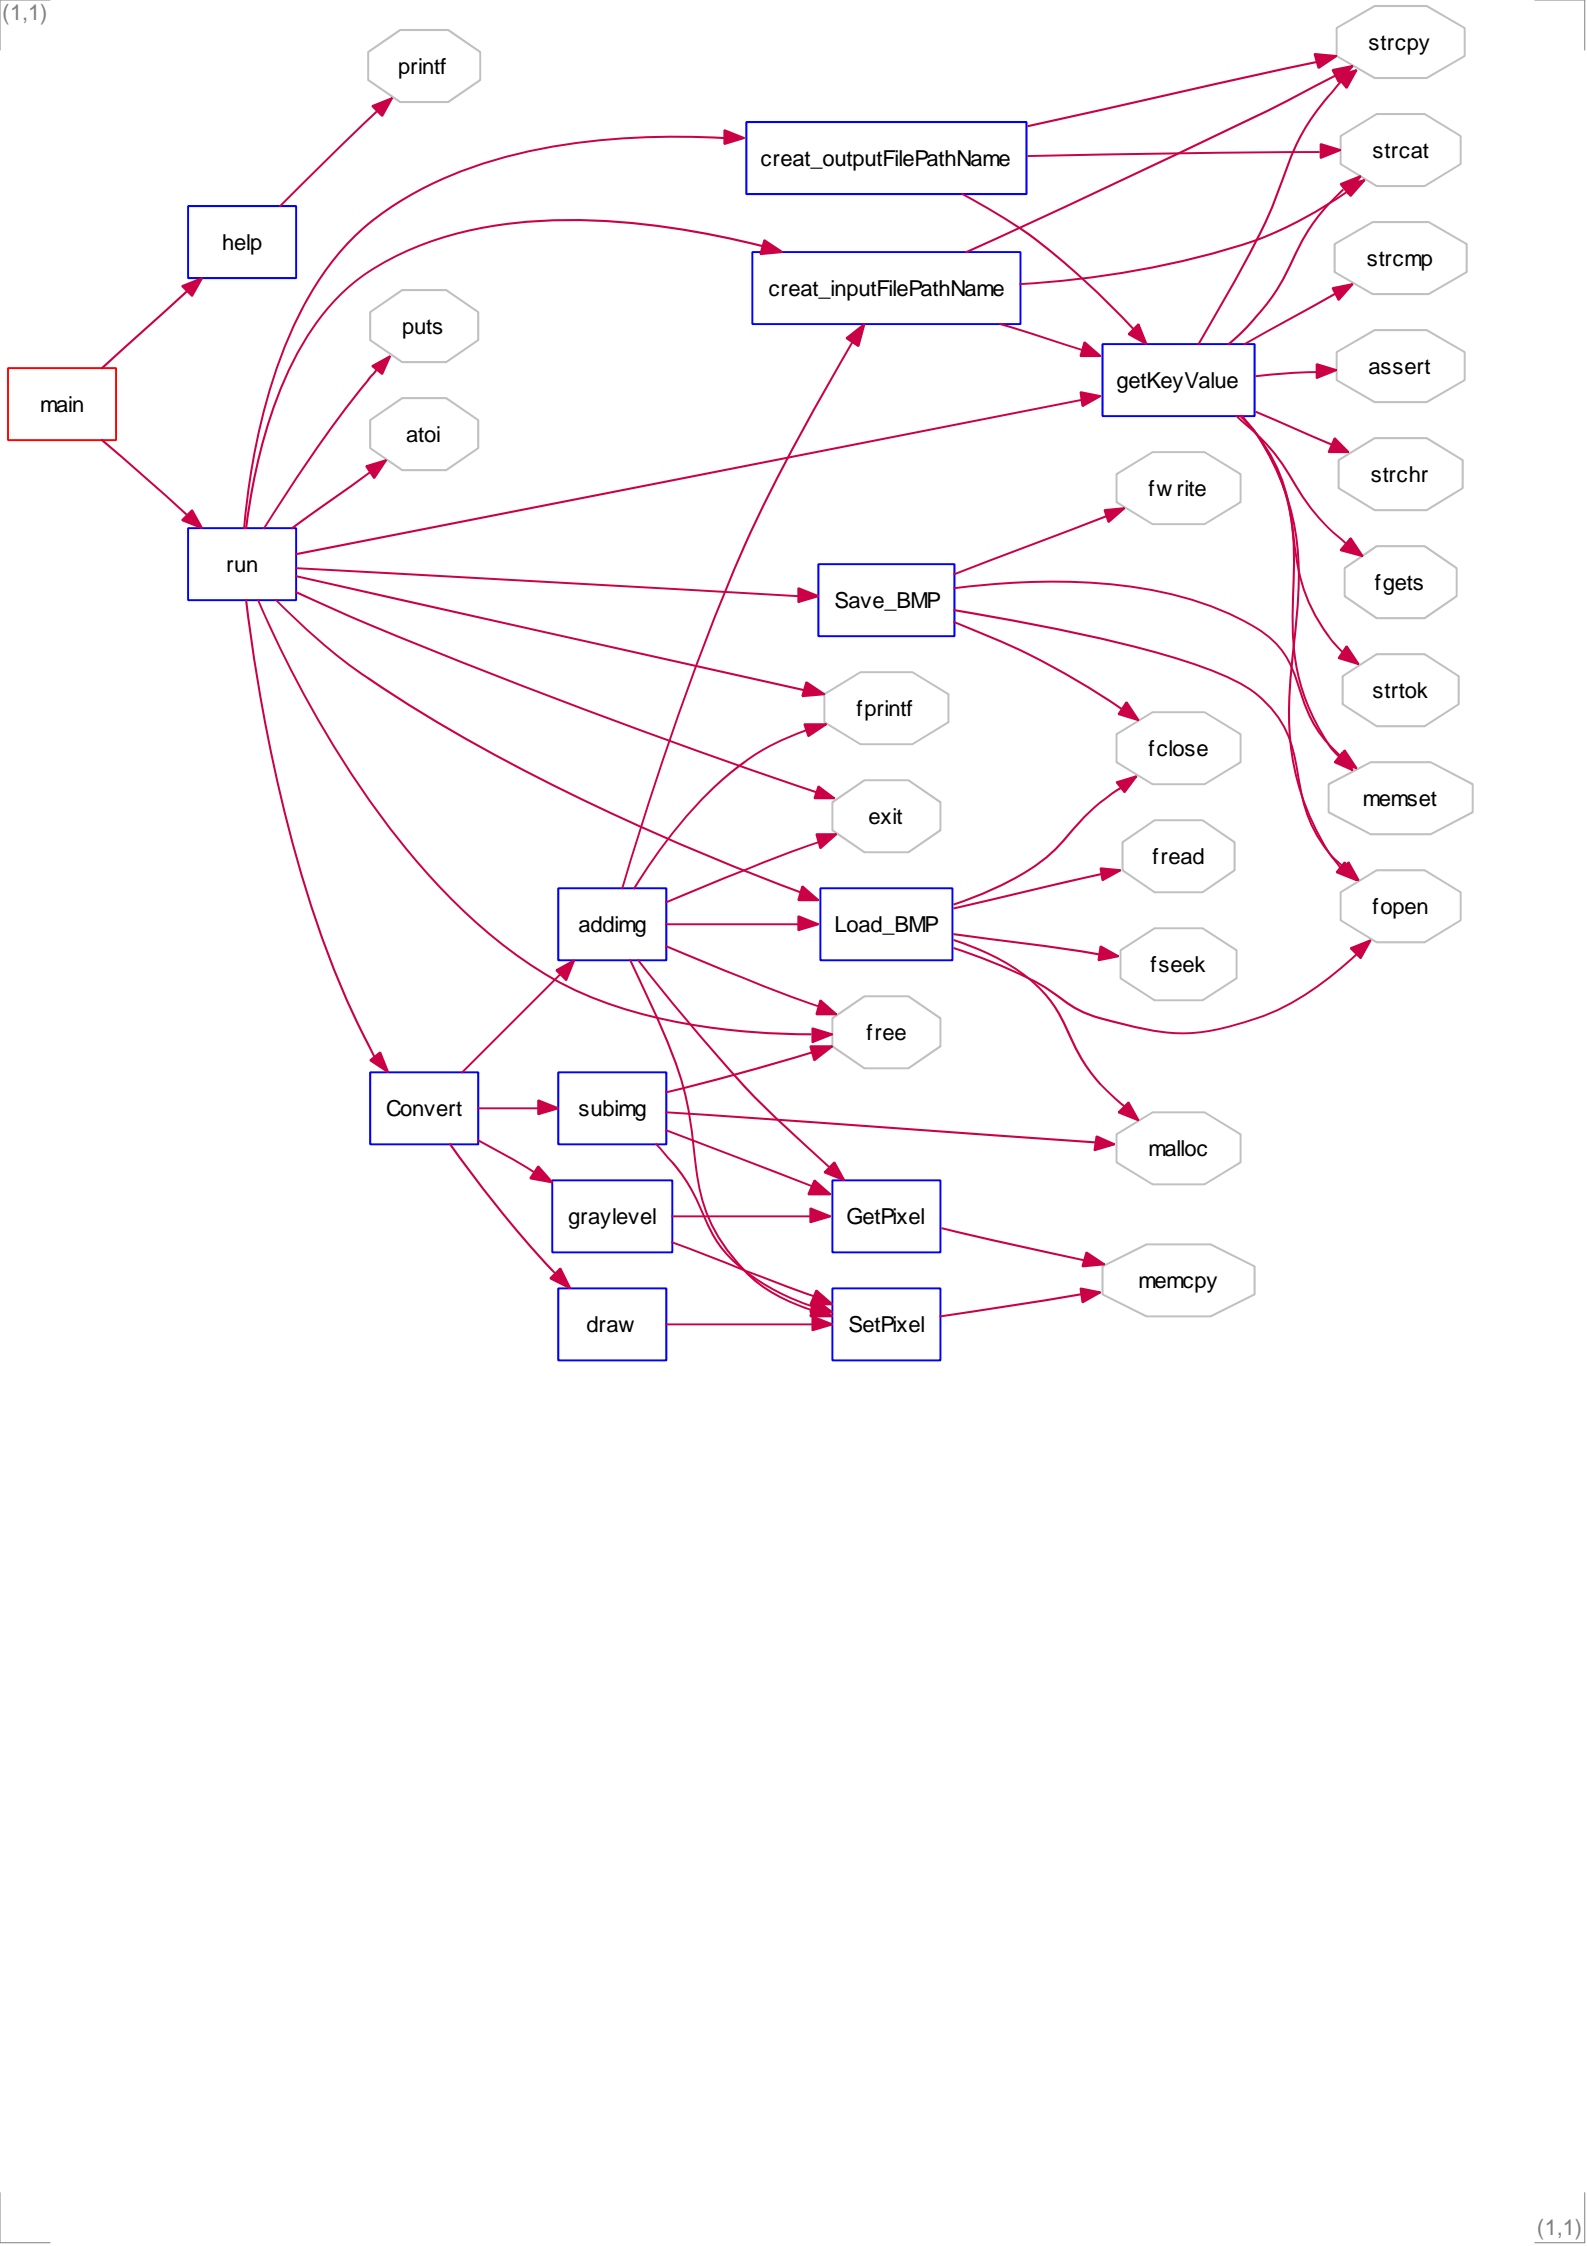 (1,1)
printf
help
puts
main
atoi
run
creat_outputFilePathName
creat_inputFilePathName
strcpy
strcat
strcmp
getKeyValue
assert
strchr
fwrite
Save_BMP
fgets
strtok
fprintf
fclose
memset
exit
fread
addimg
Load_BMP
fopen
fseek
free
Convert
subimg
malloc
graylevel
GetPixel
memcpy
draw
SetPixel
(1,1)